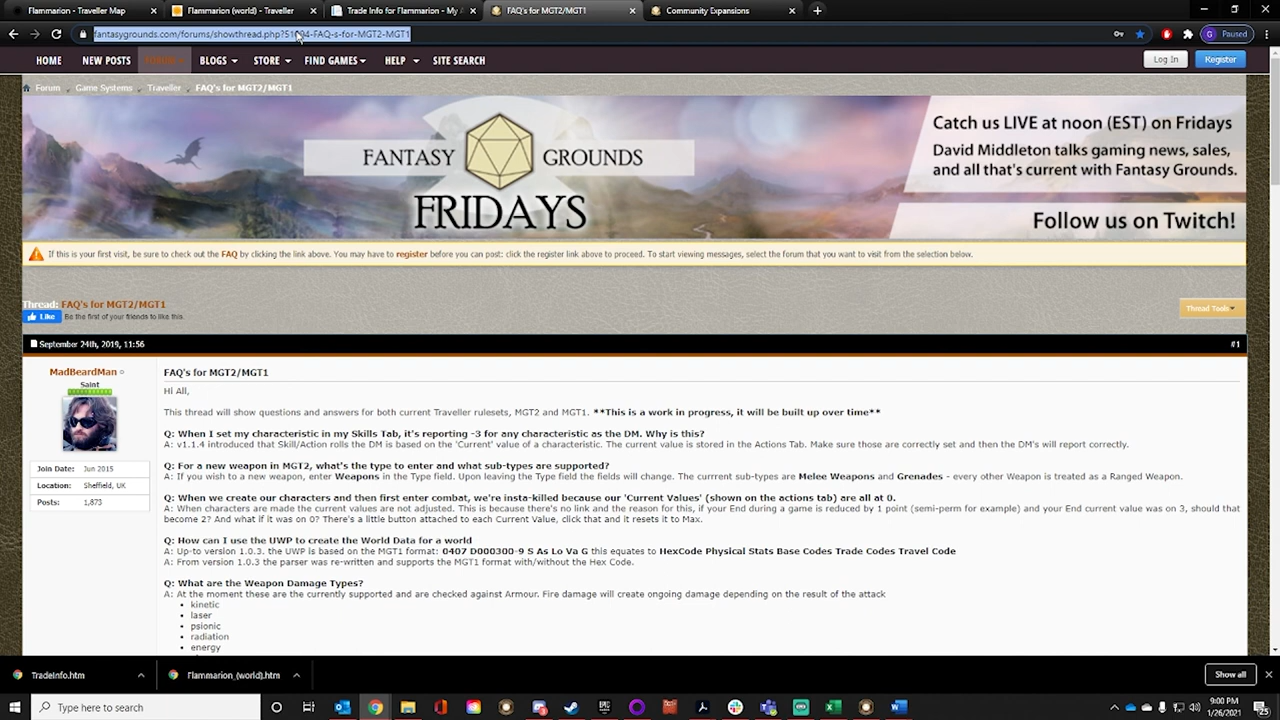 Flammarion - Traveller Map
Flammarion (world) - Traveller
Trade Info for Flammarion - My A
FAQ's for MGT2/MGT1
Community Expansions
fantasygrounds.com/forums/showthread.php?51 4-FAQ-s-for-MGT2-MGT1
G Paused
HOME NEW POSTS FORUM BLOGS STORE FIND GAMES HELP SITE SEARCH
Log In Register
Forum Game Systems Traveller FAQ's for MGT2/MGT1
FANTASY GROUNDS
FRIDAYS
Catch us LIVE at noon (EST) on Fridays
David Middleton talks gaming news, sales,
and all that's current with Fantasy Grounds.
Follow us on Twitch!
If this is your first visit, be sure to check out the FAQ by clicking the link above. You may have to register before you can post: click the register link above to proceed. To start viewing messages, select the forum that you want to visit from the selection below.
Thread: FAQ's for MGT2/MGT1
Like Be the first of your friends to like this.
Thread Tools
September 24th, 2019, 11:56 #1
MadBeardMan
Saint
Join Date: Jun 2015
Location: Sheffield, UK
Posts: 1,873
FAQ's for MGT2/MGT1
Hi All,
This thread will show questions and answers for both current Traveller rulesets, MGT2 and MGT1. **This is a work in progress, it will be built up over time**
Q: When I set my characteristic in my Skills Tab, it's reporting -3 for any characteristic as the DM. Why is this?
A: v1.1.4 introduced that Skill/Action rolls the DM is based on the 'Current' value of a characteristic. The current value is stored in the Actions Tab. Make sure those are correctly set and then the DM's will report correctly.
Q: For a new weapon in MGT2, what's the type to enter and what sub-types are supported?
A: If you wish to a new weapon, enter Weapons in the Type field. Upon leaving the Type field the fields will change. The currrent sub-types are Melee Weapons and Grenades - every other Weapon is treated as a Ranged Weapon.
Q: When we create our characters and then first enter combat, we're insta-killed because our 'Current Values' (shown on the actions tab) are all at 0.
A: When characters are made the current values are not adjusted. This is because there's no link and the reason for this, if your End during a game is reduced by 1 point (semi-perm for example) and your End current value was on 3, should that
become 2? And what if it was on 0? There's a little button attached to each Current Value, click that and it resets it to Max.
Q: How can I use the UWP to create the World Data for a world
A: Up-to version 1.0.3. the UWP is based on the MGT1 format: 0407 D000300-9 S As Lo Va G this equates to HexCode Physical Stats Base Codes Trade Codes Travel Code
A: From version 1.0.3 the parser was re-written and supports the MGT1 format with/without the Hex Code.
Q: What are the Weapon Damage Types?
A: At the moment these are the currently supported and are checked against Armour. Fire damage will create ongoing damage depending on the result of the attack
• kinetic
• laser
• psionic
• radiation
• energy
TradeInfo.htm
Flammarion_(world).htm
Show all
Type here to search
9:00 PM
1/26/2021